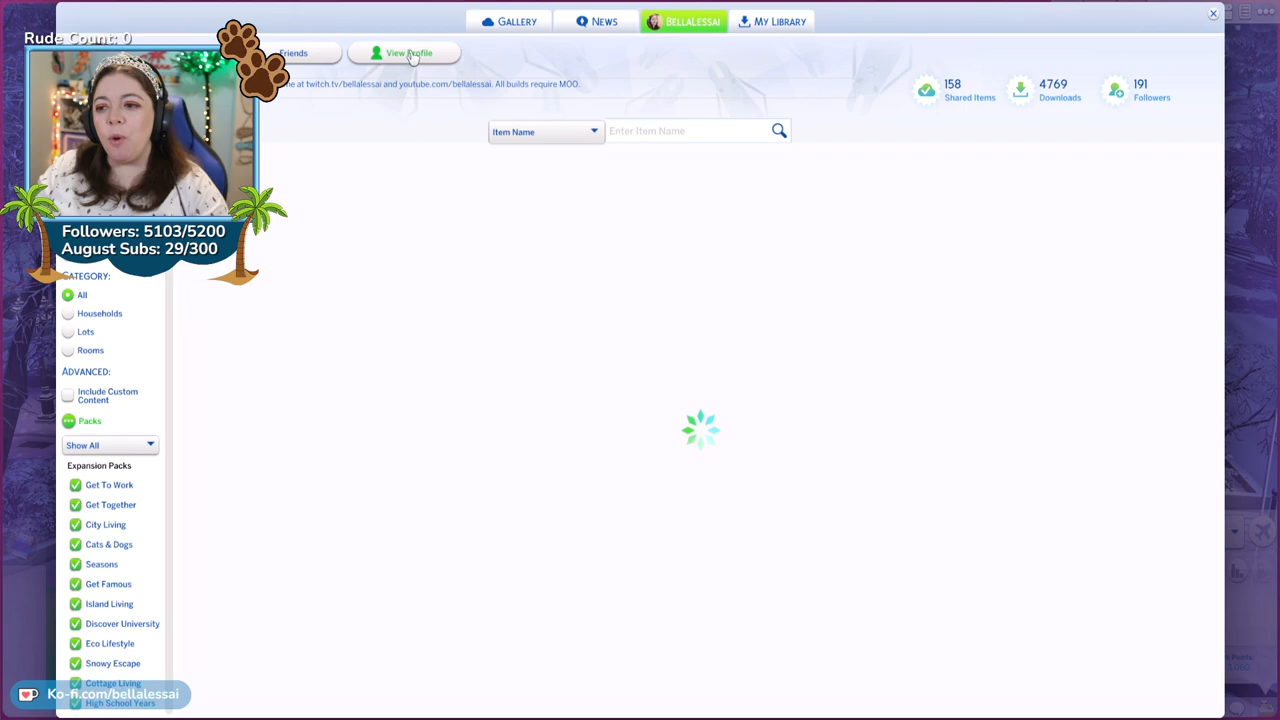 GALLERY
NEWS
BELLALESSAI
MY LIBRARY
Rude Count: 0
Friends
View Profile
at twitch.tv/bellalessai and youtube.com/bellalessai. All builds require MOO.
158
Shared Items
4769
Downloads
191
Followers
Item Name
Enter Item Name
Followers: 5103/5200
August Subs: 29/300
CATEGORY:
All
Households
Lots
Rooms
ADVANCED:
Include Custom
Content
Packs
Show All
Expansion Packs
Get To Work
Get Together
City Living
Cats & Dogs
Seasons
Get Famous
Island Living
Discover University
Eco Lifestyle
Snowy Escape
Cottage Living
Ko-fi.com/bellalessai
High School Years